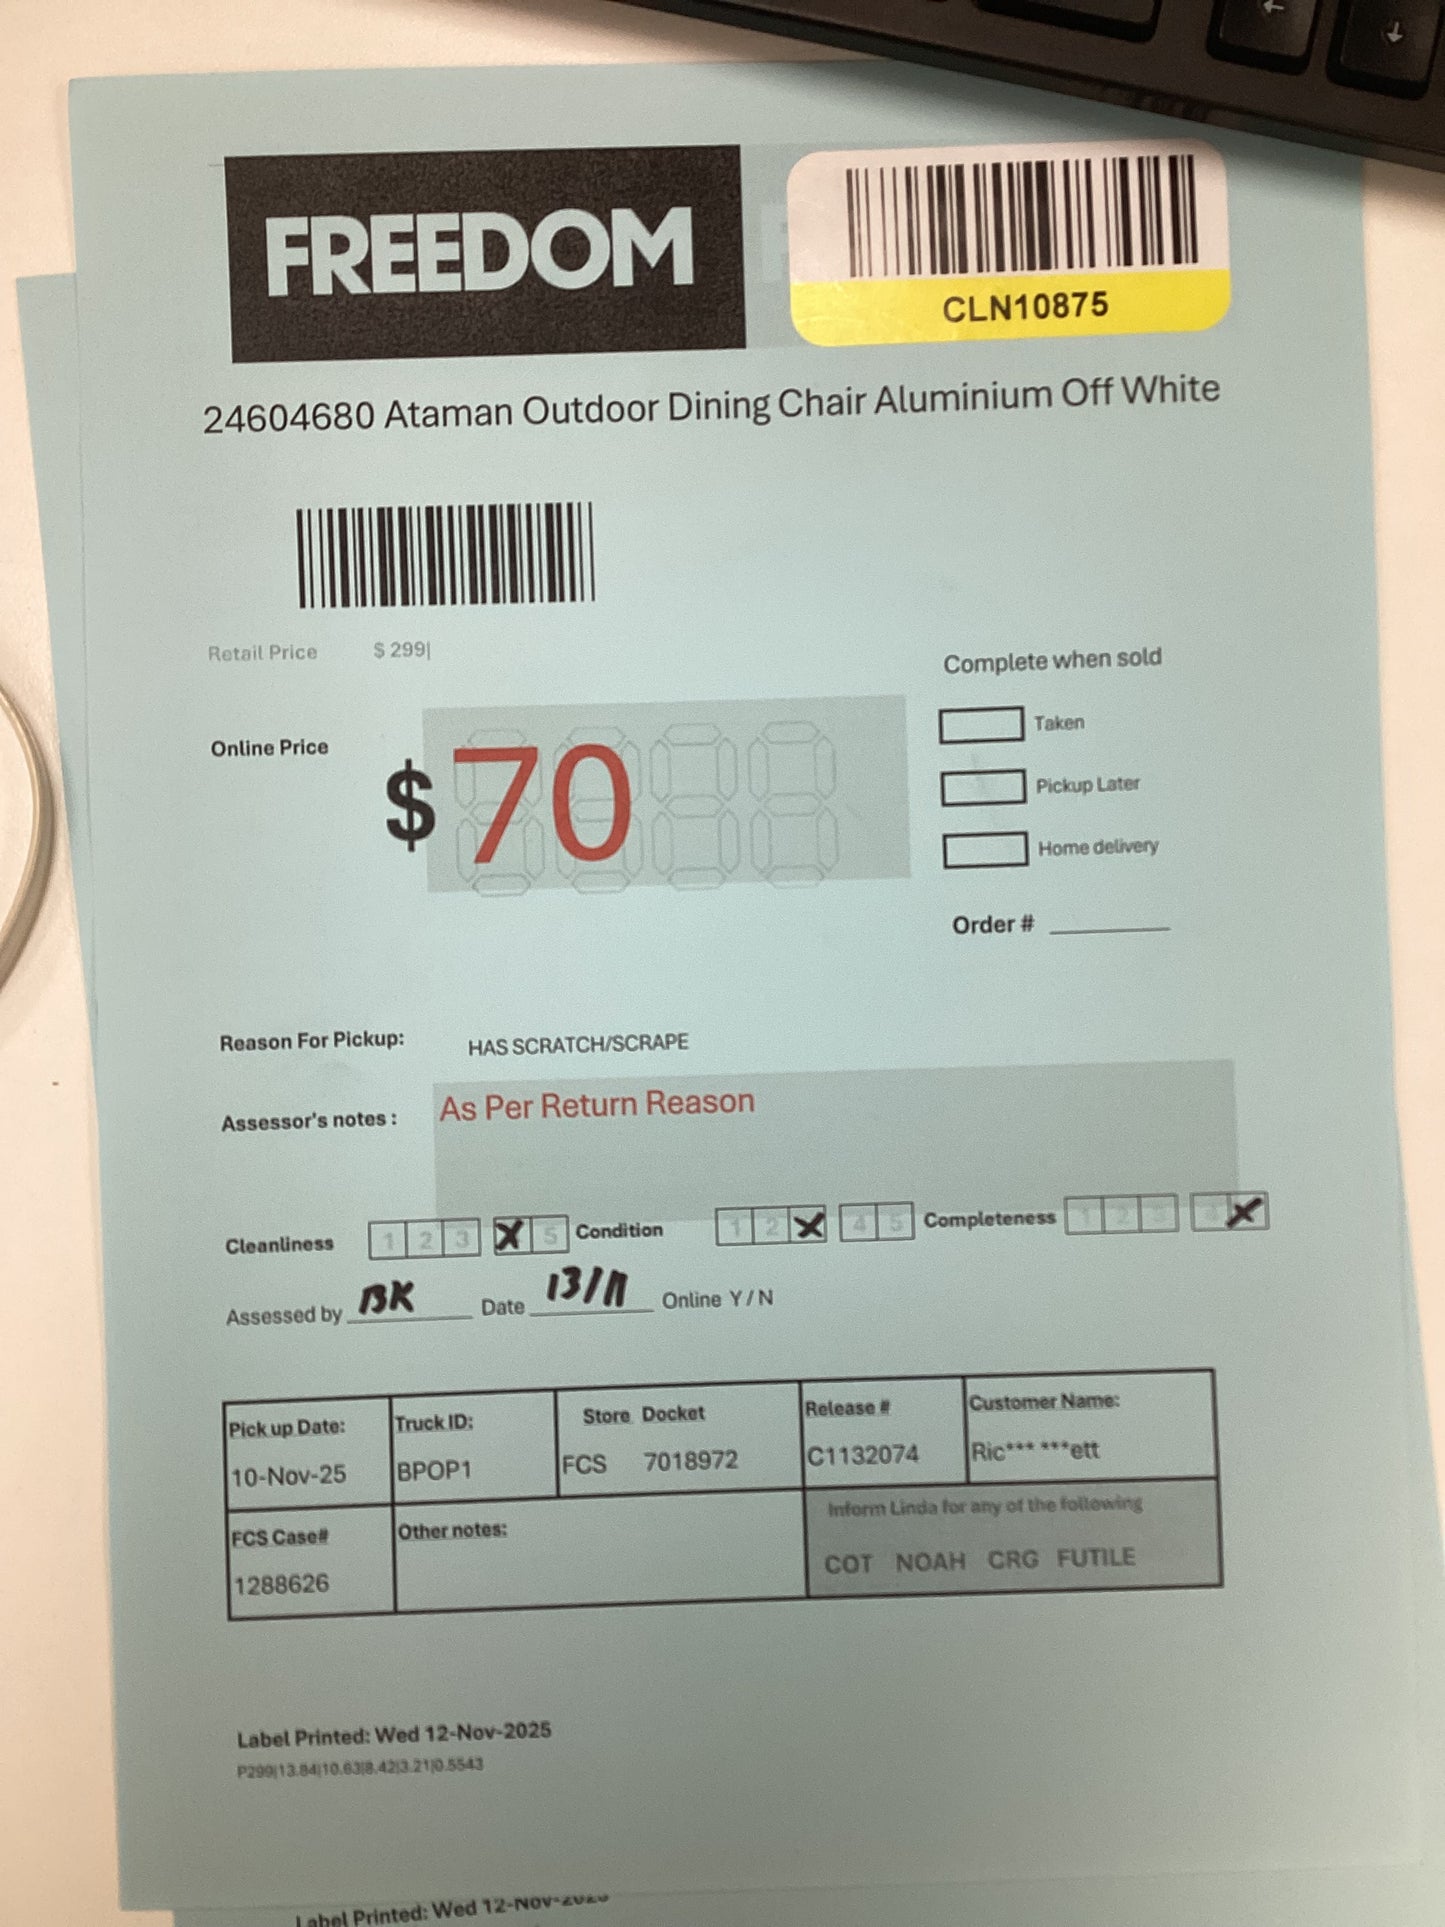 FREEDOM
CLN10875
24604680 Ataman Outdoor Dining Chair Aluminium Off White
Retail Price $ 299|
Complete when sold
Taken
Online Price
$ 70
Pickup Later
Home delivery
Order #
Reason For Pickup: HAS SCRATCH/SCRAPE
Assessor's notes : As Per Return Reason
Cleanliness 1 2 3 X 5 Condition 1 2 X 4 5 Completeness 1 2 3 4 X
Assessed by BK Date 13/11 Online Y / N
Pick up Date: Truck ID: Store Docket Release # Customer Name:
10-Nov-25 BPOP1 FCS 7018972 C1132074 Ric*** ***ett
FCS Case# Other notes: Inform Linda for any of the following
1288626 COT NOAH CRG FUTILE
Label Printed: Wed 12-Nov-2025
P299|13.84|10.63|8.42|3.21|0.5543
Label Printed: Wed 12-Nov-2025